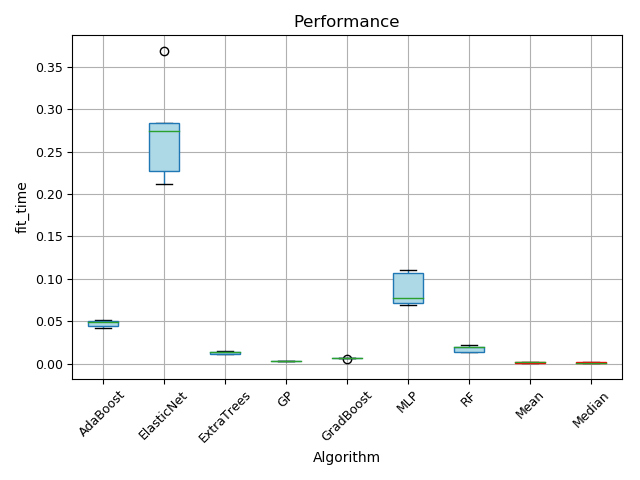 Performance
fit_time
0.35
0.30
0.25
0.20
0.15
0.10
0.05
0.00
AdaBoost
ElasticNet
ExtraTrees
GP
GradBoost
MLP
RF
Mean
Median
Algorithm